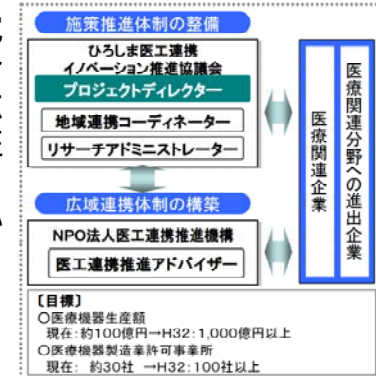 施策推進体制の整備
ひろしま医工連携
イノベーション推進協議会
プロジェクトディレクター
地域連携コーディネーター
リサーチアドミニストレーター
広域連携体制の構築
NPO法人医工連携推進機構
医工連携推進アドバイザー
医療関連分野への進出企業
医療関連企業
〔目標〕
○医療機器生産額
現在:約100億円→H32:1,000億円以上
○医療機器製造業許可事業所
現在: 約30社 →H32:100社以上